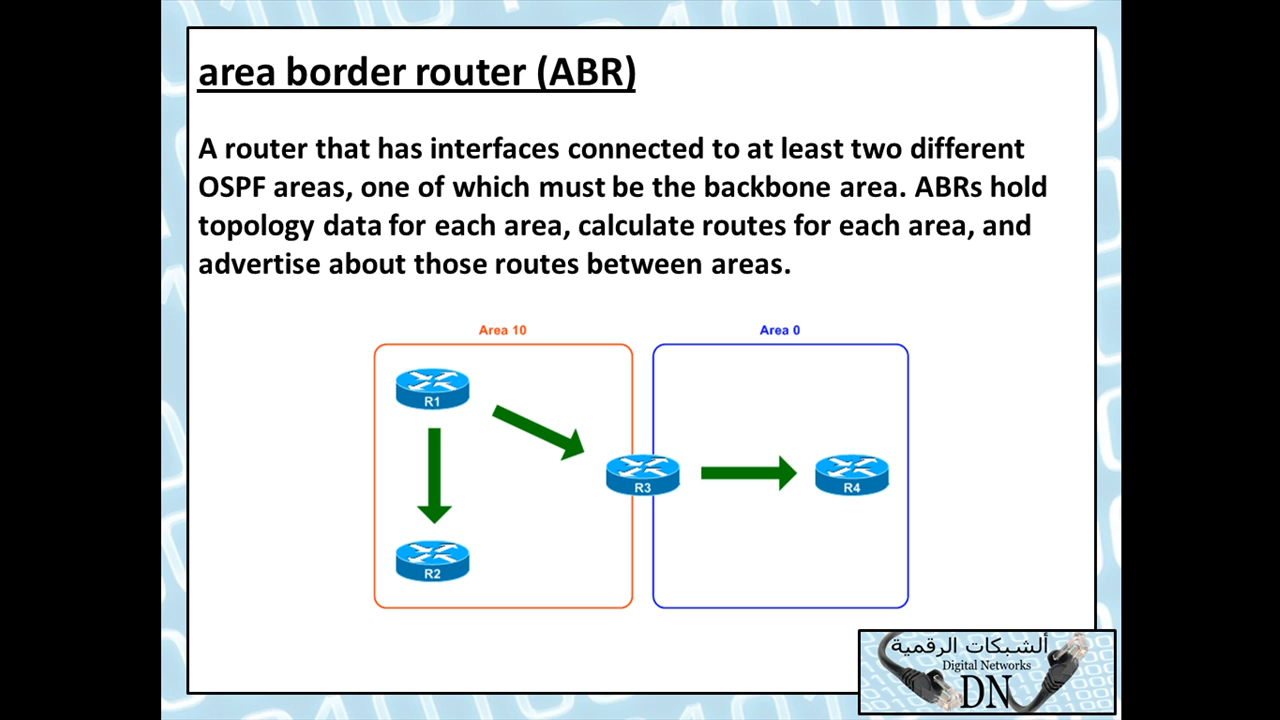 area border router (ABR)
A router that has interfaces connected to at least two different
OSPF areas, one of which must be the backbone area. ABRs hold
topology data for each area, calculate routes for each area, and
advertise about those routes between areas.
Area 10
Area 0
R1
R3
R4
R2
ألشبكات الرقمية
Digital Networks
DN